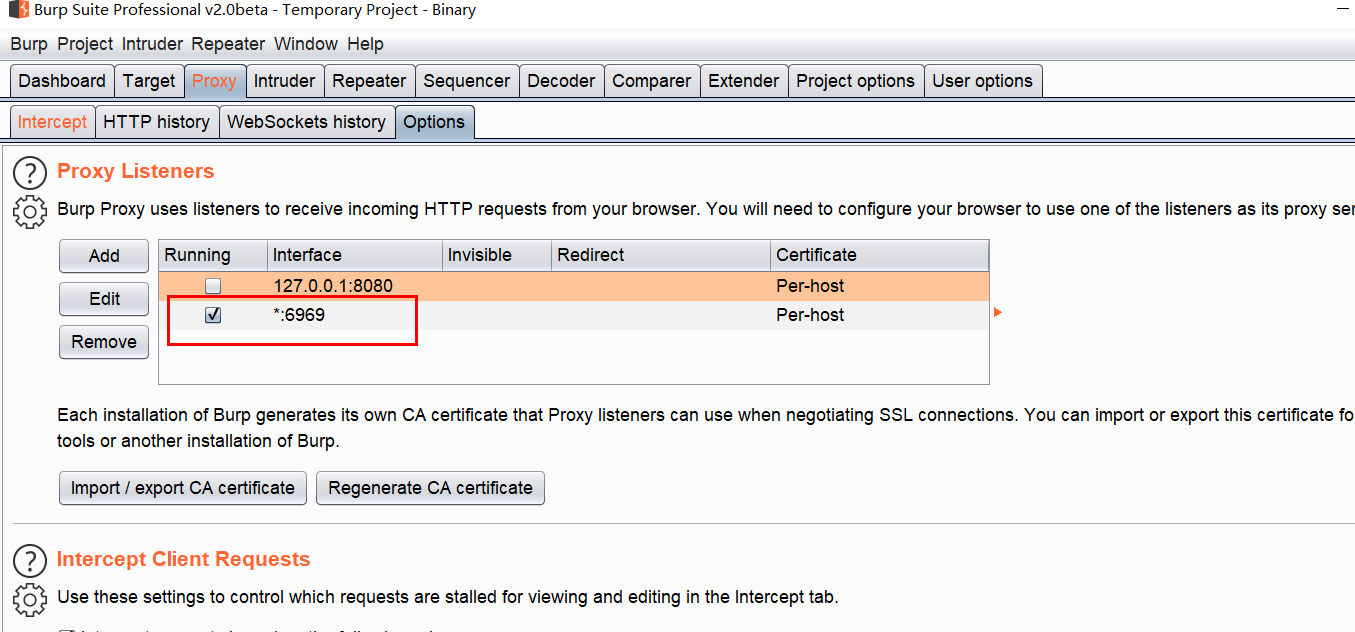 Burp Suite Professional v2.0beta - Temporary Project - Binary
Burp Project Intruder Repeater Window Help
Dashboard Target Proxy Intruder Repeater Sequencer Decoder Comparer Extender Project options User options
Intercept HTTP history WebSockets history Options
? Proxy Listeners
Burp Proxy uses listeners to receive incoming HTTP requests from your browser. You will need to configure your browser to use one of the listeners as its proxy ser
Add Running Interface Invisible Redirect Certificate
127.0.0.1:8080 Per-host
Edit
*:6969 Per-host
Remove
Each installation of Burp generates its own CA certificate that Proxy listeners can use when negotiating SSL connections. You can import or export this certificate fo
tools or another installation of Burp.
Import / export CA certificate Regenerate CA certificate
? Intercept Client Requests
Use these settings to control which requests are stalled for viewing and editing in the Intercept tab.